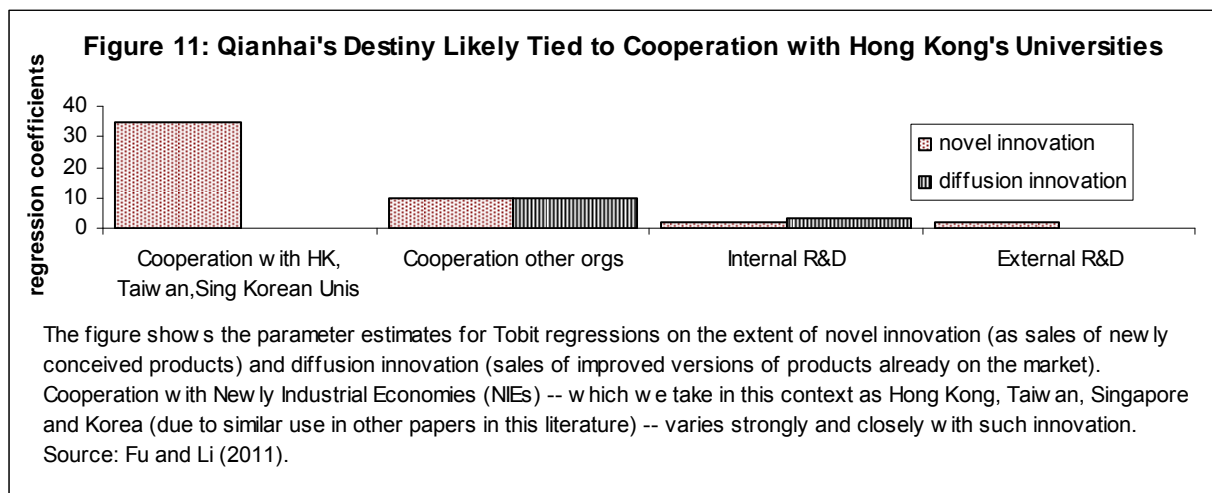 Figure 11: Qianhai's Destiny Likely Tied to Cooperation with Hong Kong's Universities
regression coefficients
40
30
20
10
0
novel innovation
diffusion innovation
Cooperation with HK,
Taiwan,Sing Korean Unis
Cooperation other orgs
Internal R&D
External R&D
The figure shows the parameter estimates for Tobit regressions on the extent of novel innovation (as sales of newly
conceived products) and diffusion innovation (sales of improved versions of products already on the market).
Cooperation with Newly Industrial Economies (NIEs) -- which we take in this context as Hong Kong, Taiwan, Singapore
and Korea (due to similar use in other papers in this literature) -- varies strongly and closely with such innovation.
Source: Fu and Li (2011).